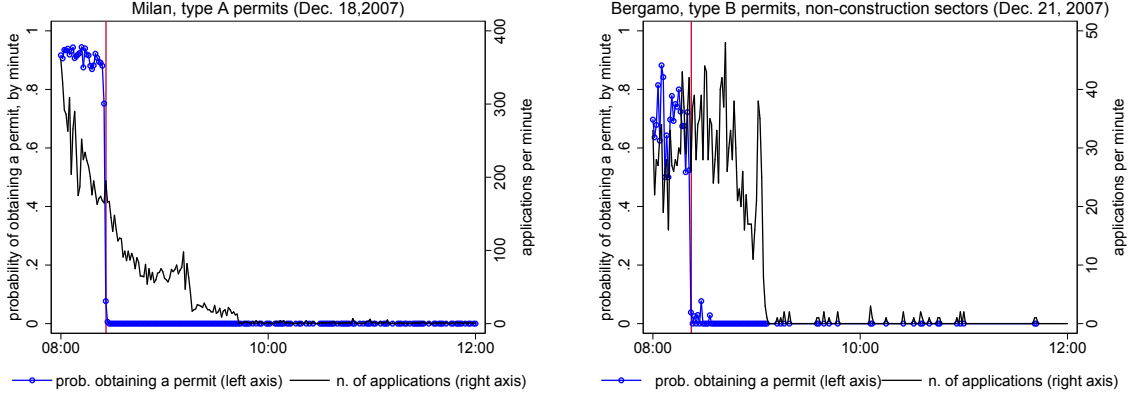 Milan, type A permits (Dec. 18,2007)
probability of obtaining a permit, by minute
1
.8
.6
.4
.2
0
400
300
200
100
0
applications per minute
08:00 10:00 12:00
prob. obtaining a permit (left axis) n. of applications (right axis)
Bergamo, type B permits, non-construction sectors (Dec. 21, 2007)
probability of obtaining a permit, by minute
1
.8
.6
.4
.2
0
50
40
30
20
10
0
applications per minute
08:00 10:00 12:00
prob. obtaining a permit (left axis) n. of applications (right axis)